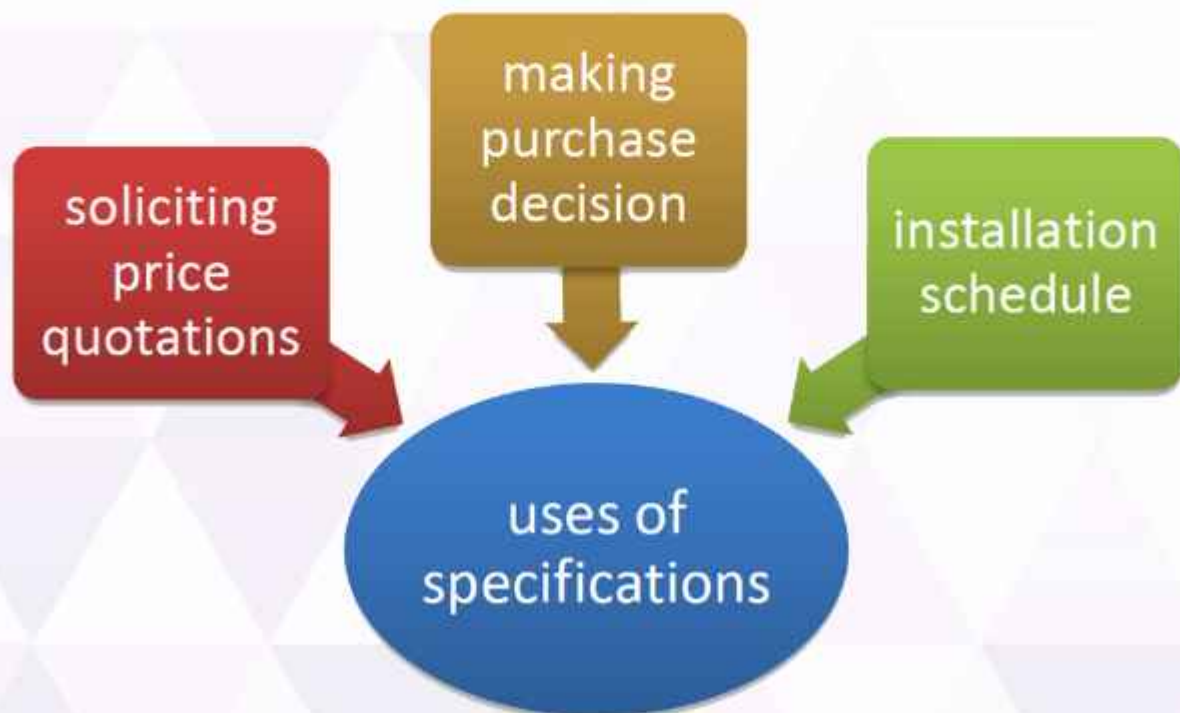 soliciting
price
quotations
making
purchase
decision
installation
schedule
uses of
specifications